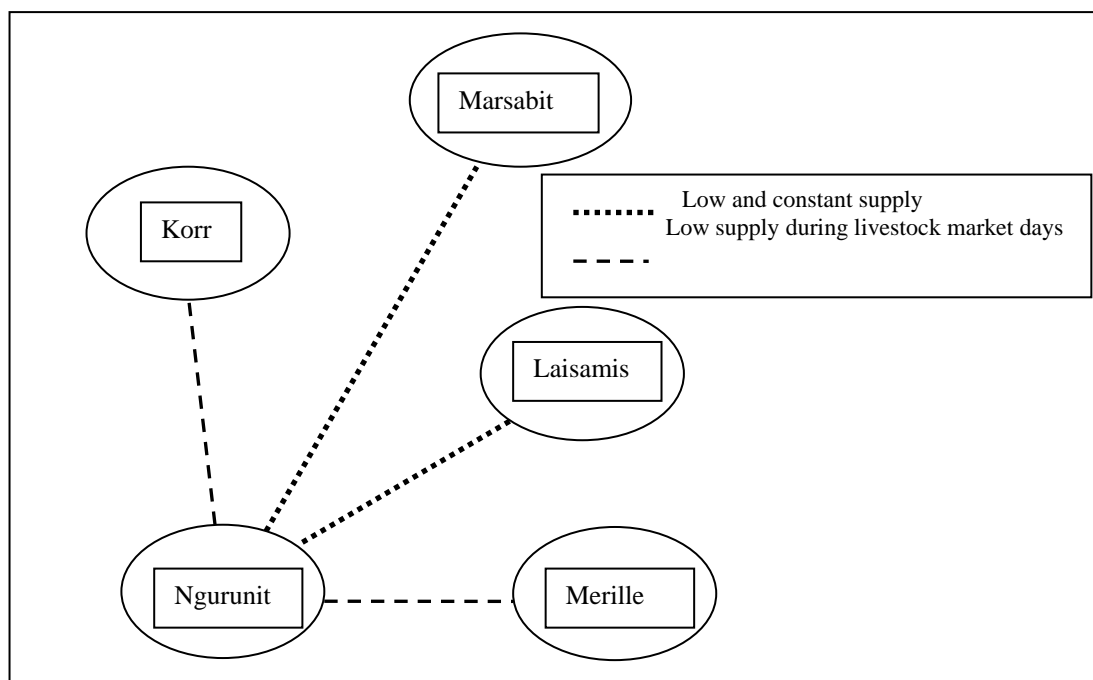 Marsabit
Korr
Low and constant supply
Low supply during livestock market days
Laisamis
Ngurunit
Merille